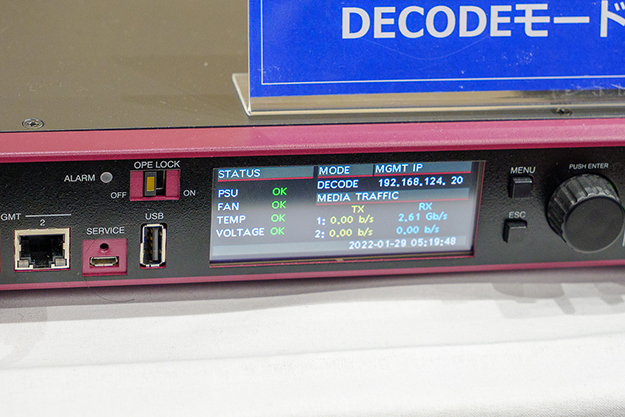 DECODEモード
OPE LOCK
ALARM
OFF
ON
GMT
2
SERVICE
USB
STATUS MODE MGMT IP
DECODE 192.168.124. 20
PSU OK
MEDIA TRAFFIC
FAN OK
TX RX
TEMP OK 1: 0.00 b/s 2.61 Gb/s
VOLTAGE OK 2: 0.00 b/s 0.00 b/s
2022-01-29 05:19:48
MENU
ESC
PUSH ENTER